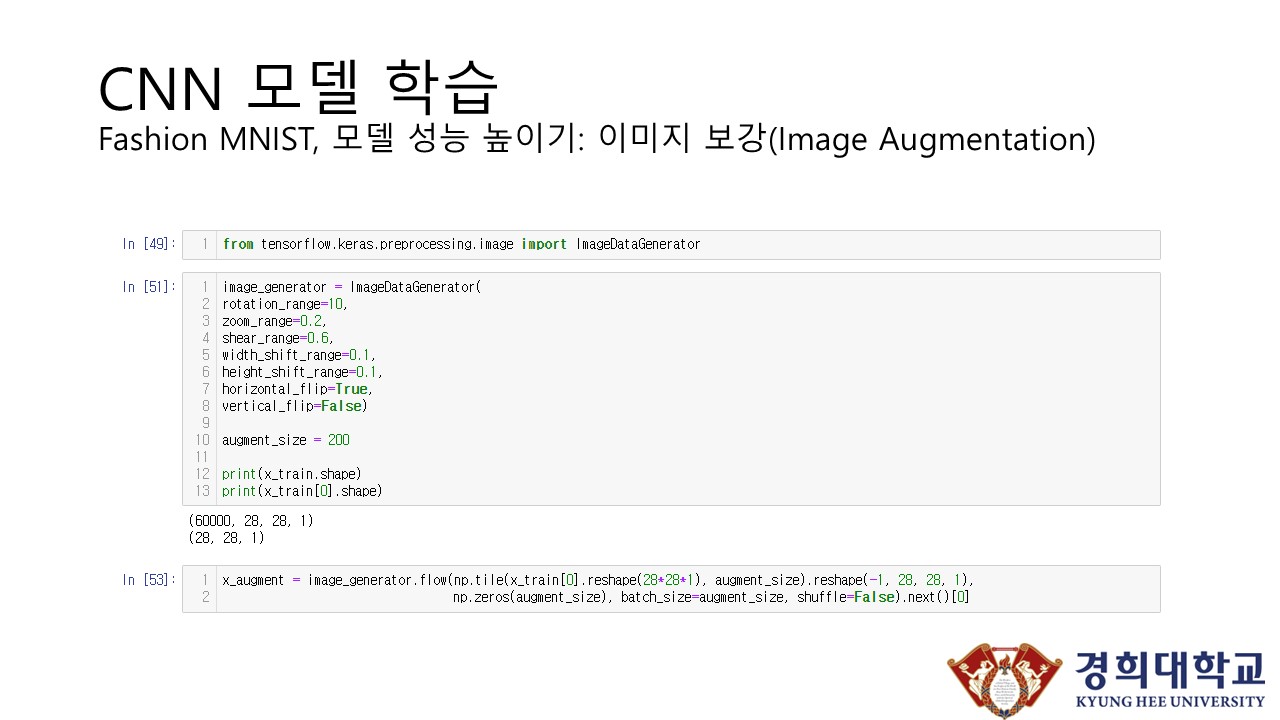 CNN 모델 학습
Fashion MNIST, 모델 성능 높이기: 이미지 보강(Image Augmentation)
In [49]:
1 from tensorflow.keras.preprocessing.image import ImageDataGenerator
In [51]:
1 image_generator = ImageDataGenerator(
2 rotation_range=10,
3 zoom_range=0.2,
4 shear_range=0.6,
5 width_shift_range=0.1,
6 height_shift_range=0.1,
7 horizontal_flip=True,
8 vertical_flip=False)
9
10 augment_size = 200
11
12 print(x_train.shape)
13 print(x_train[0].shape)
(60000, 28, 28, 1)
(28, 28, 1)
In [53]:
1 x_augment = image_generator.flow(np.tile(x_train[0].reshape(28*28*1), augment_size).reshape(-1, 28, 28, 1),
2 np.zeros(augment_size), batch_size=augment_size, shuffle=False).next()[0]
경희대학교
KYUNG HEE UNIVERSITY